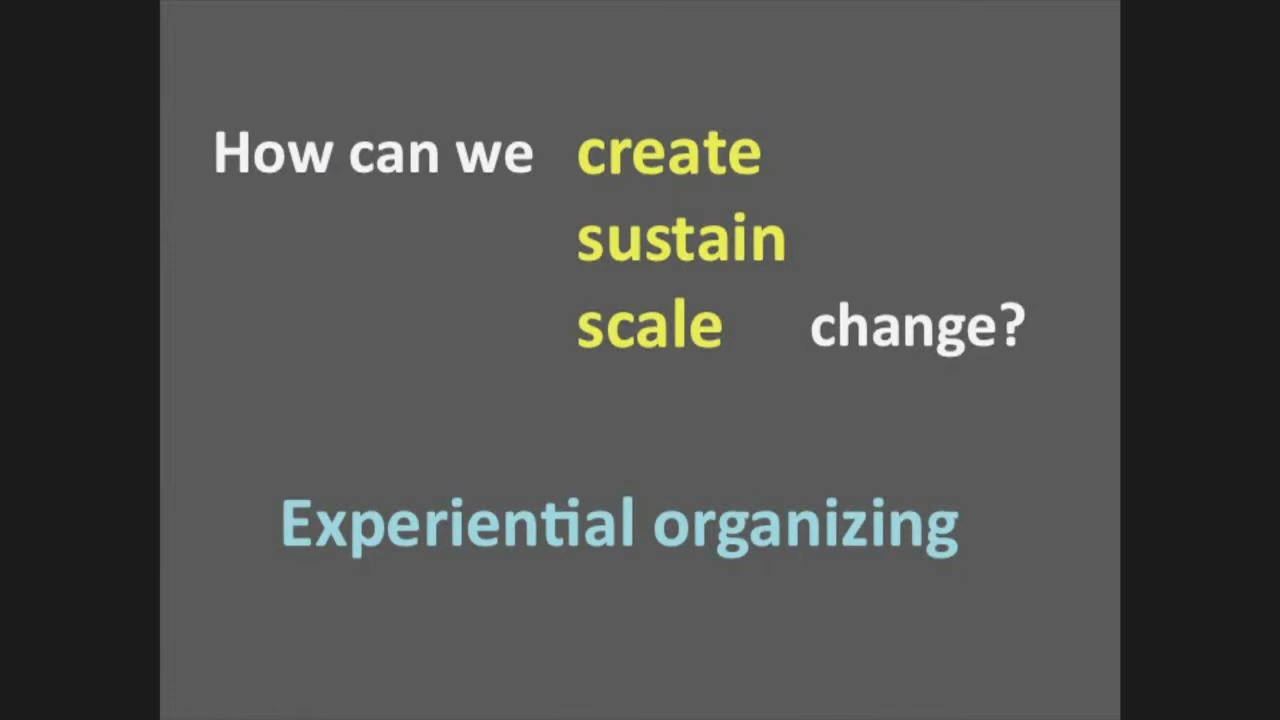 How can we create
sustain
scale change?
Experiential organizing